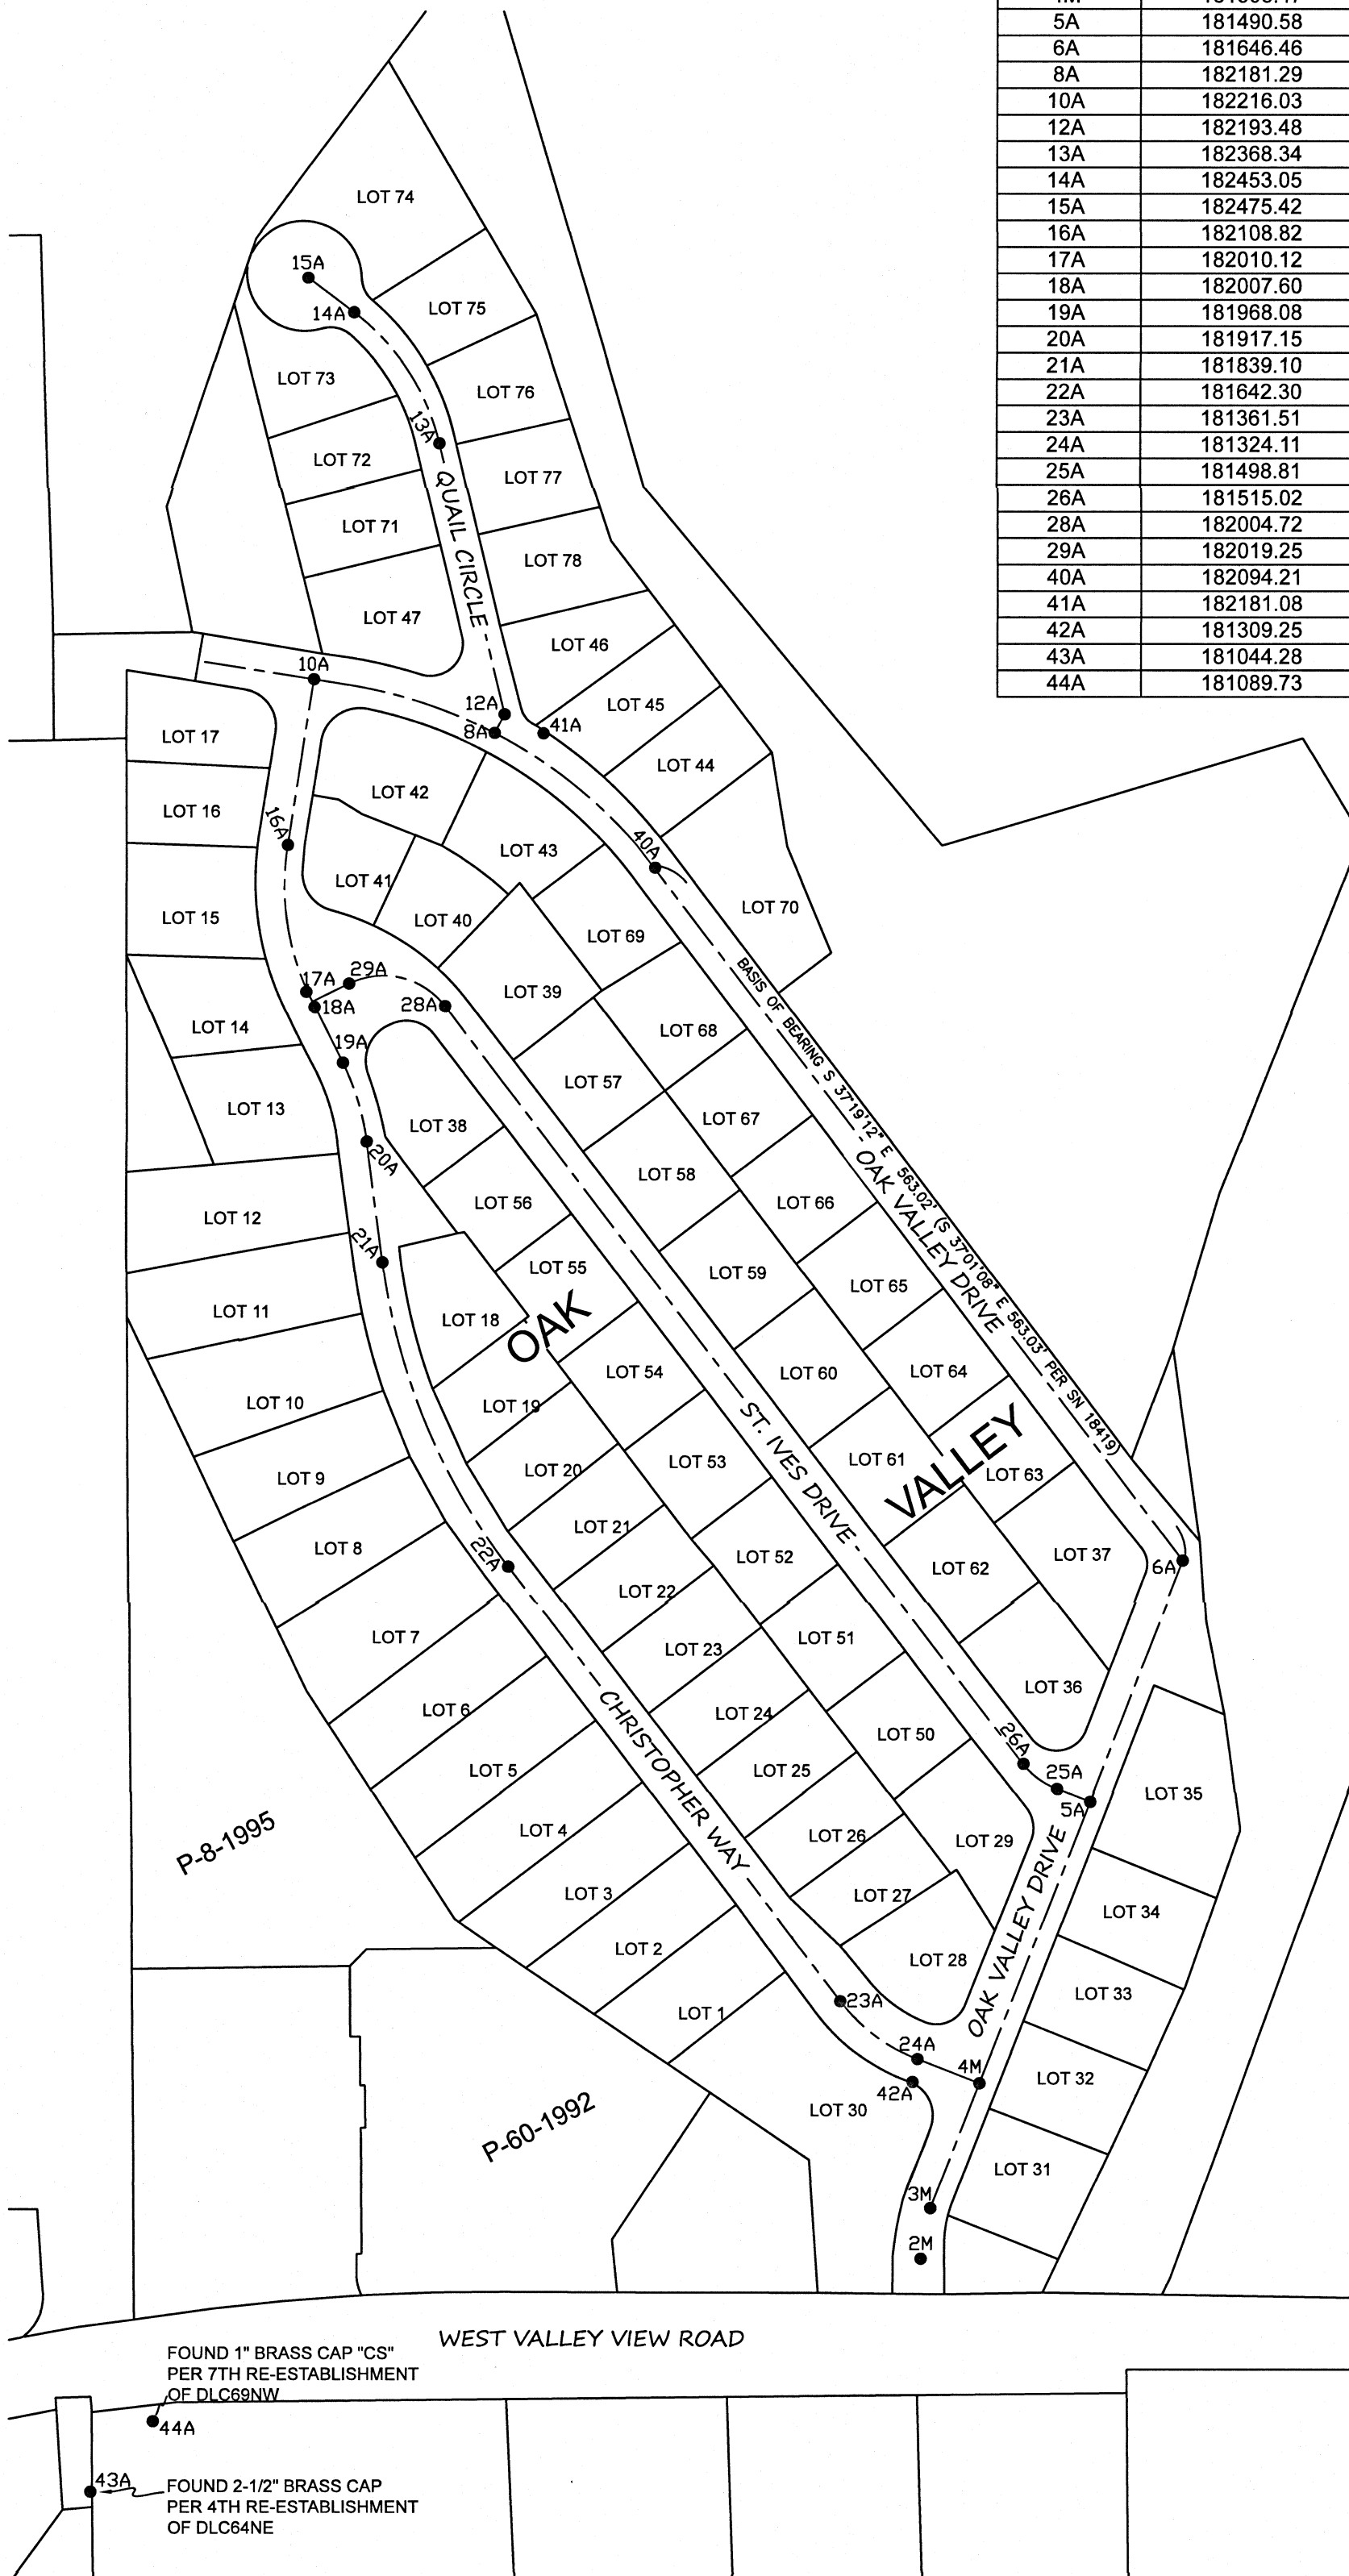 5A 181490.58
6A 181646.46
8A 182181.29
10A 182216.03
12A 182193.48
13A 182368.34
14A 182453.05
15A 182475.42
16A 182108.82
17A 182010.12
18A 182007.60
19A 181968.08
20A 181917.15
21A 181839.10
22A 181642.30
23A 181361.51
24A 181324.11
25A 181498.81
26A 181515.02
28A 182004.72
29A 182019.25
40A 182094.21
41A 182181.08
42A 181309.25
43A 181044.28
44A 181089.73
LOT 74
15A
14A
LOT 75
LOT 73
LOT 76
13A
LOT 72
LOT 77
QUAIL CIRCLE
LOT 71
LOT 78
LOT 47
LOT 46
10A
12A
8A
41A
LOT 45
LOT 17
LOT 44
LOT 42
LOT 16
16A
40A
LOT 43
LOT 41
LOT 70
LOT 15
LOT 40
LOT 69
29A
17A
18A
28A
LOT 39
BASIS OF BEARING S 37°19'12" E 563.02' (S 37°01'08" E 563.03' PER SN 18419)
LOT 14
LOT 68
19A
LOT 57
LOT 13
LOT 38
LOT 67
20A
OAK VALLEY DRIVE
LOT 58
LOT 56
LOT 66
LOT 12
21A
LOT 55
LOT 59
LOT 65
LOT 11
LOT 18
OAK
LOT 54
LOT 60
LOT 64
LOT 10
LOT 19
ST. IVES DRIVE
VALLEY
LOT 9
LOT 20
LOT 53
LOT 61
LOT 63
LOT 8
22A
LOT 21
LOT 52
LOT 62
LOT 37
6A
LOT 22
LOT 7
LOT 23
LOT 51
LOT 36
LOT 6
CHRISTOPHER WAY
LOT 24
LOT 50
26A
LOT 5
LOT 25
25A
5A
LOT 35
P-8-1995
LOT 4
LOT 26
LOT 29
LOT 3
LOT 27
OAK VALLEY DRIVE
LOT 34
LOT 2
LOT 28
LOT 33
LOT 1
23A
24A
4M
42A
LOT 32
P-60-1992
LOT 30
LOT 31
3M
2M
WEST VALLEY VIEW ROAD
FOUND 1" BRASS CAP "CS"
PER 7TH RE-ESTABLISHMENT
OF DLC69NW
44A
43A
FOUND 2-1/2" BRASS CAP
PER 4TH RE-ESTABLISHMENT
OF DLC64NE